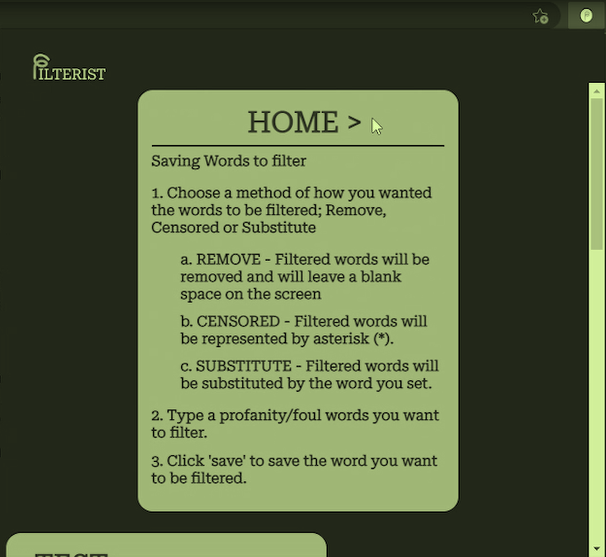 FILTERIST
HOME >
Saving Words to filter
1. Choose a method of how you wanted
the words to be filtered; Remove,
Censored or Substitute
a. REMOVE - Filtered words will be
removed and will leave a blank
space on the screen
b. CENSORED - Filtered words will
be represented by asterisk (*).
c. SUBSTITUTE - Filtered words will
be substituted by the word you set.
2. Type a profanity/foul words you want
to filter.
3. Click 'save' to save the word you want
to be filtered.
TEST